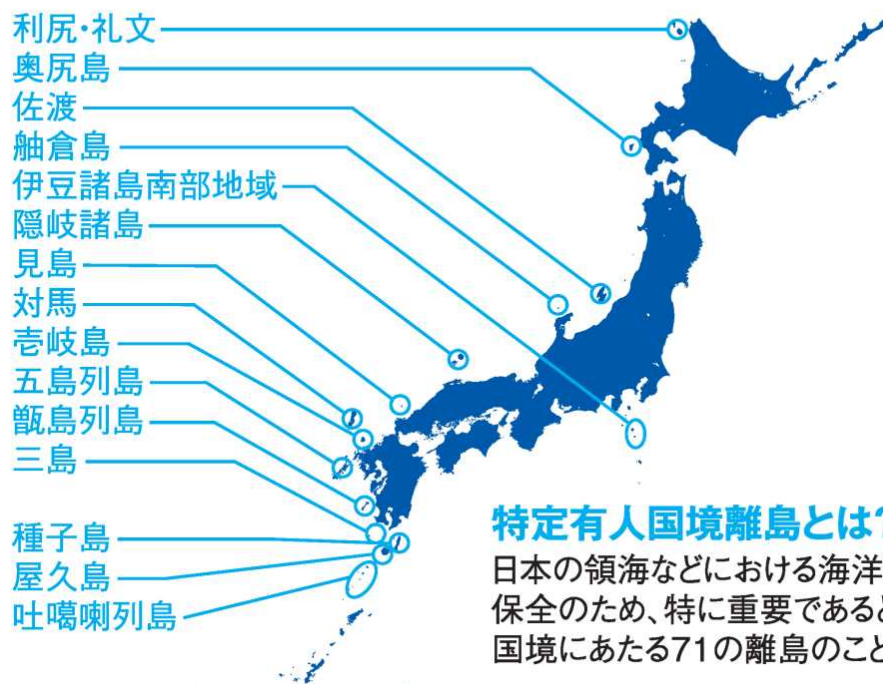 利尻・礼文
奥尻島
佐渡
舳倉島
伊豆諸島南部地域
隠岐諸島
見島
対馬
壱岐島
五島列島
甑島列島
三島
種子島
屋久島
吐噶喇列島
特定有人国境離島とは?
日本の領海などにおける海洋
保全のため、特に重要であると
国境にあたる71の離島のこと